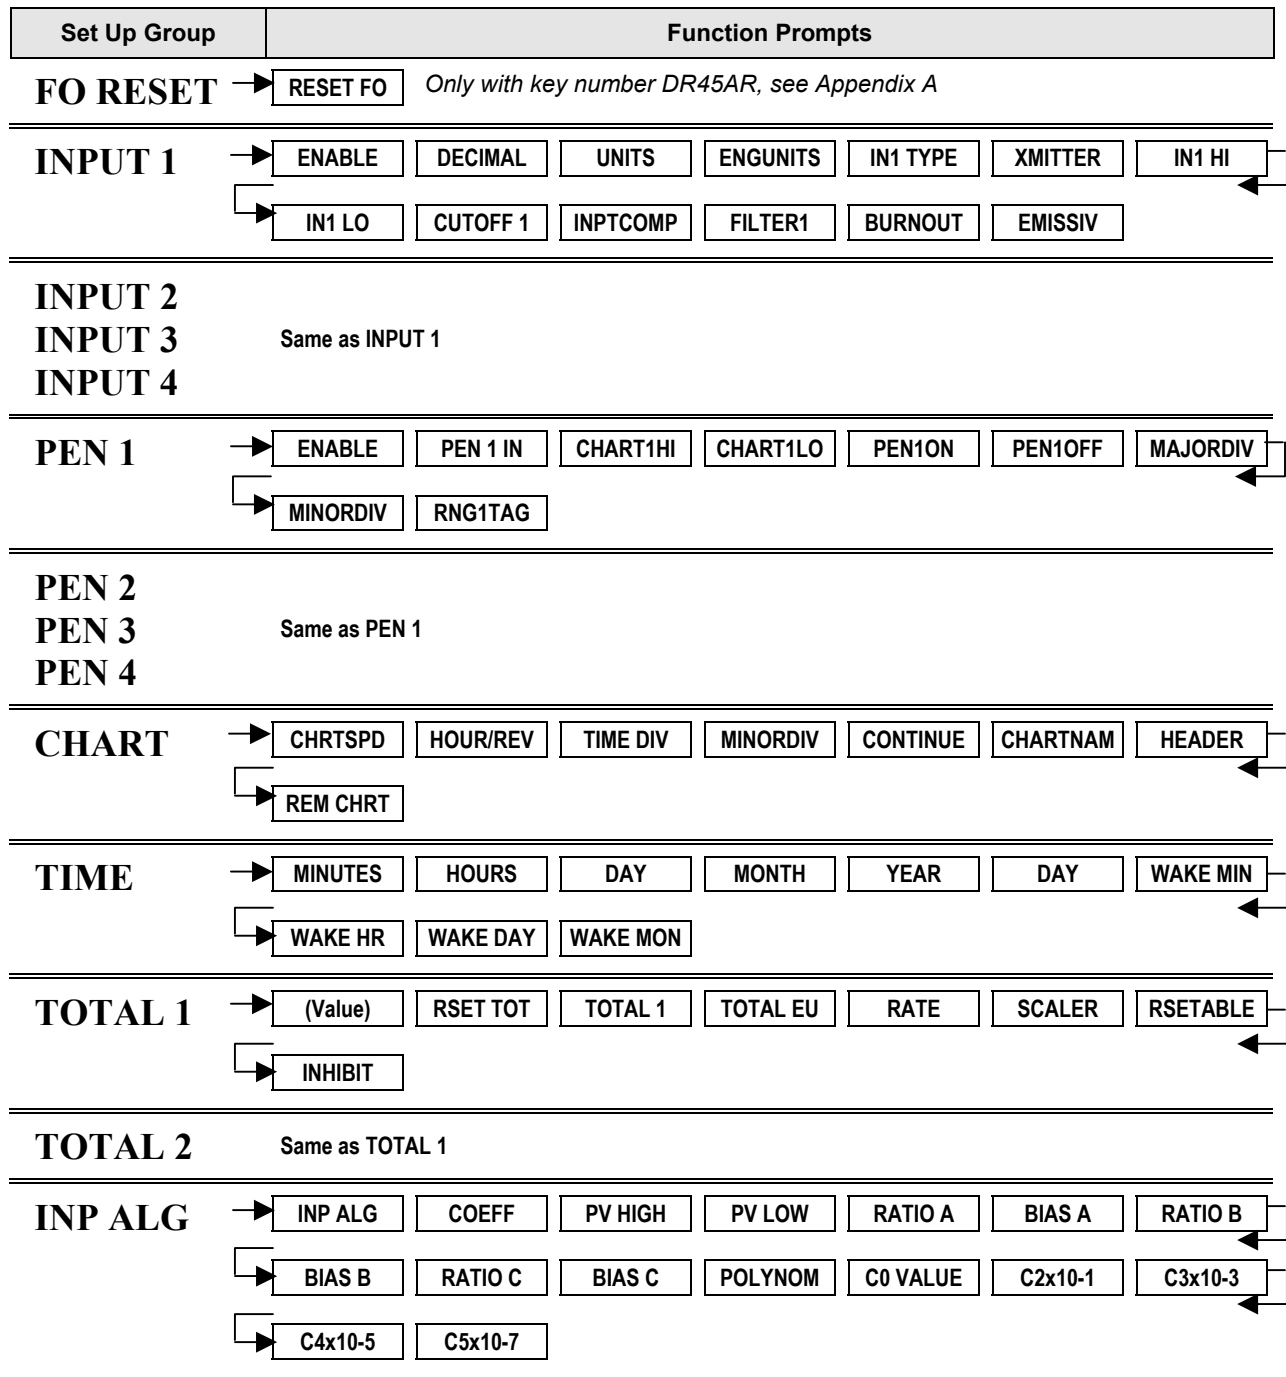 Set Up Group Function Prompts
FO RESET RESET FO Only with key number DR45AR, see Appendix A
INPUT 1 ENABLE DECIMAL UNITS ENGUNITS IN1 TYPE XMITTER IN1 HI
IN1 LO CUTOFF 1 INPTCOMP FILTER1 BURNOUT EMISSIV
INPUT 2
INPUT 3 Same as INPUT 1
INPUT 4
PEN 1 ENABLE PEN 1 IN CHART1HI CHART1LO PEN1ON PEN1OFF MAJORDIV
MINORDIV RNG1TAG
PEN 2
PEN 3 Same as PEN 1
PEN 4
CHART CHRTSPD HOUR/REV TIME DIV MINORDIV CONTINUE CHARTNAM HEADER
REM CHRT
TIME MINUTES HOURS DAY MONTH YEAR DAY WAKE MIN
WAKE HR WAKE DAY WAKE MON
TOTAL 1 (Value) RSET TOT TOTAL 1 TOTAL EU RATE SCALER RSETABLE
INHIBIT
TOTAL 2 Same as TOTAL 1
INP ALG INP ALG COEFF PV HIGH PV LOW RATIO A BIAS A RATIO B
BIAS B RATIO C BIAS C POLYNOM C0 VALUE C2x10-1 C3x10-3
C4x10-5 C5x10-7